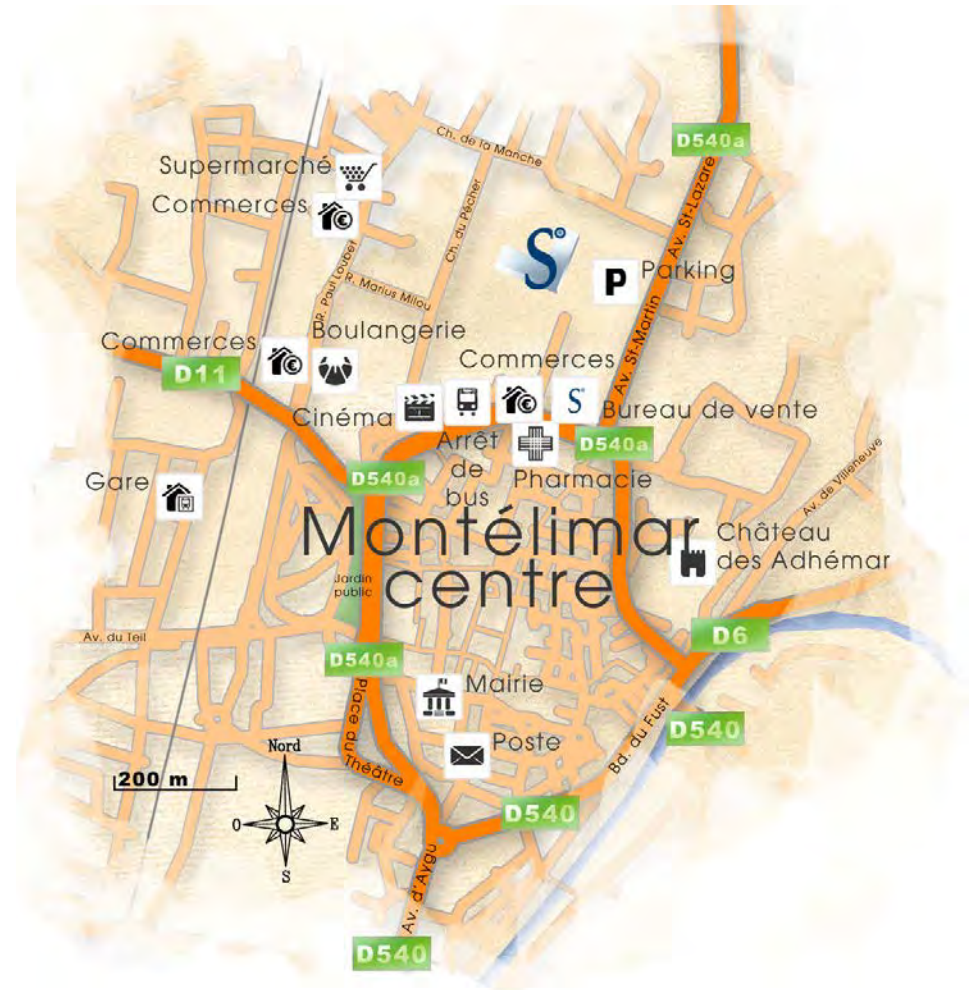 D540a
Ch. de la Manche
Av. St-Lazare
Supermarché
Commerces
Ch. du Pécher
S°
P
Parking
R. Paul Loubet
R. Marius Milou
Av. St-Martin
Commerces
Boulangerie
Commerces
D11
Cinéma
S°
Bureau de vente
Arrêt
de
bus
Pharmacie
D540a
D540a
Gare
Av. de Villeneuve
Montélimar
centre
Château
des Adhémar
Jardin
public
Av. du Teil
D6
D540a
Place du
Théâtre
Mairie
Poste
Bd. du Fust
D540
Nord
200 m
O
E
S
D540
Av. d'Aygu
D540